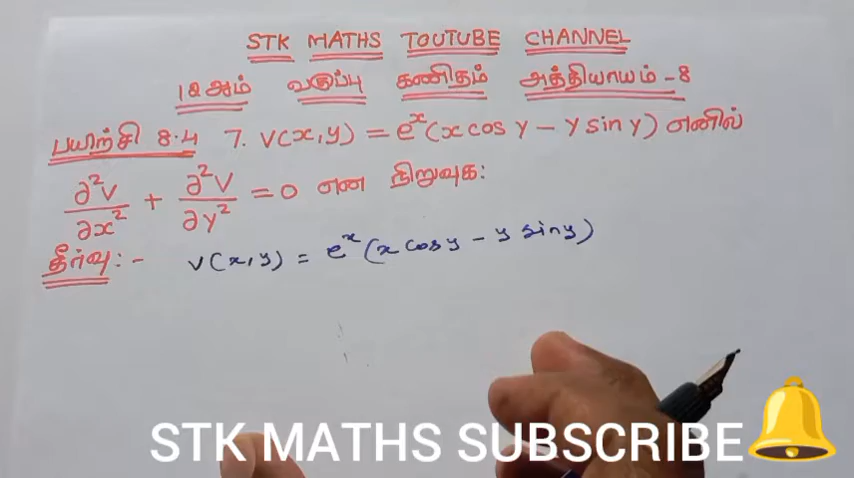 STK MATHS TOUTUBE CHANNEL
12ஆம் வகுப்பு கணிதம் அத்தியாயம் -8
பயிற்சி 8.4 7. V(x,y) = e^x (x cos y - y sin y) எனில்
∂²V/∂x² + ∂²V/∂y² = 0 என நிறுவுக:
தீர்வு:- v(x,y) = e^x (x cos y - y sin y)
STK MATHS SUBSCRIBE